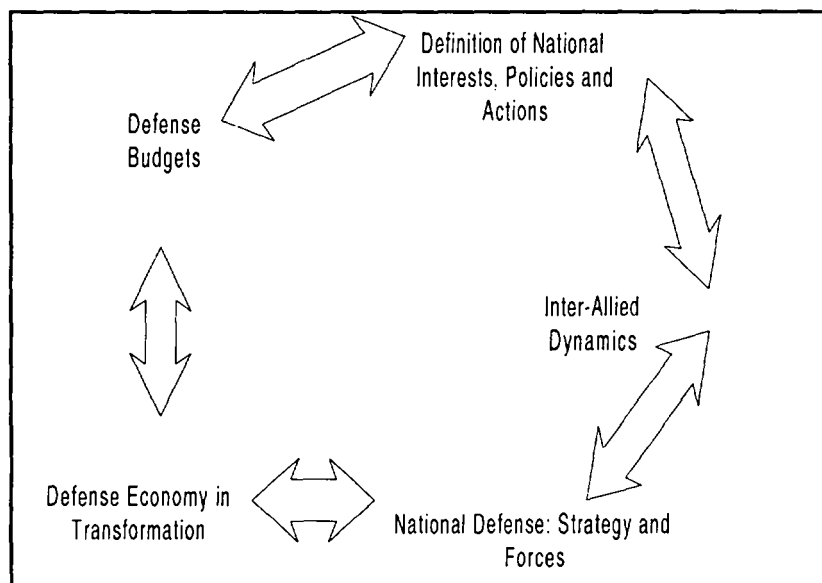 Definition of National
Interests, Policies and
Actions
Defense
Budgets
Inter-Allied
Dynamics
Defense Economy in
Transformation
National Defense: Strategy and
Forces